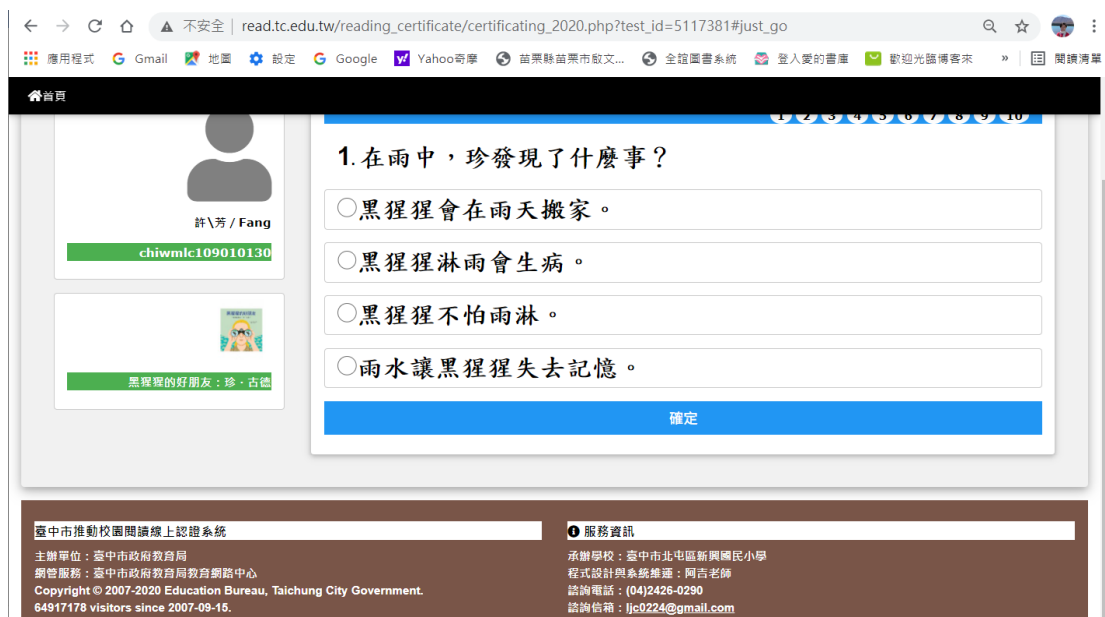 不安全 | read.tc.edu.tw/reading_certificate/certificating_2020.php?test_id=5117381#just_go
應用程式 Gmail 地圖 設定 Google Yahoo奇摩 苗栗縣苗栗市啟文... 全誼圖書系統 登入愛的書庫 歡迎光臨博客來 » 閱讀清單
首頁
1 2 3 4 5 6 7 8 9 10
許\芳 / Fang
chiwmlc109010130
黑猩猩的好朋友：珍‧古德
1.在雨中，珍發現了什麼事？
黑猩猩會在雨天搬家。
黑猩猩淋雨會生病。
黑猩猩不怕雨淋。
雨水讓黑猩猩失去記憶。
確定
臺中市推動校園閱讀線上認證系統
主辦單位：臺中市政府教育局
網管服務：臺中市政府教育局教育網路中心
Copyright © 2007-2020 Education Bureau, Taichung City Government.
64917178 visitors since 2007-09-15.
服務資訊
承辦學校：臺中市北屯區新興國民小學
程式設計與系統維運：阿吉老師
諮詢電話：(04)2426-0290
諮詢信箱：ljc0224@gmail.com